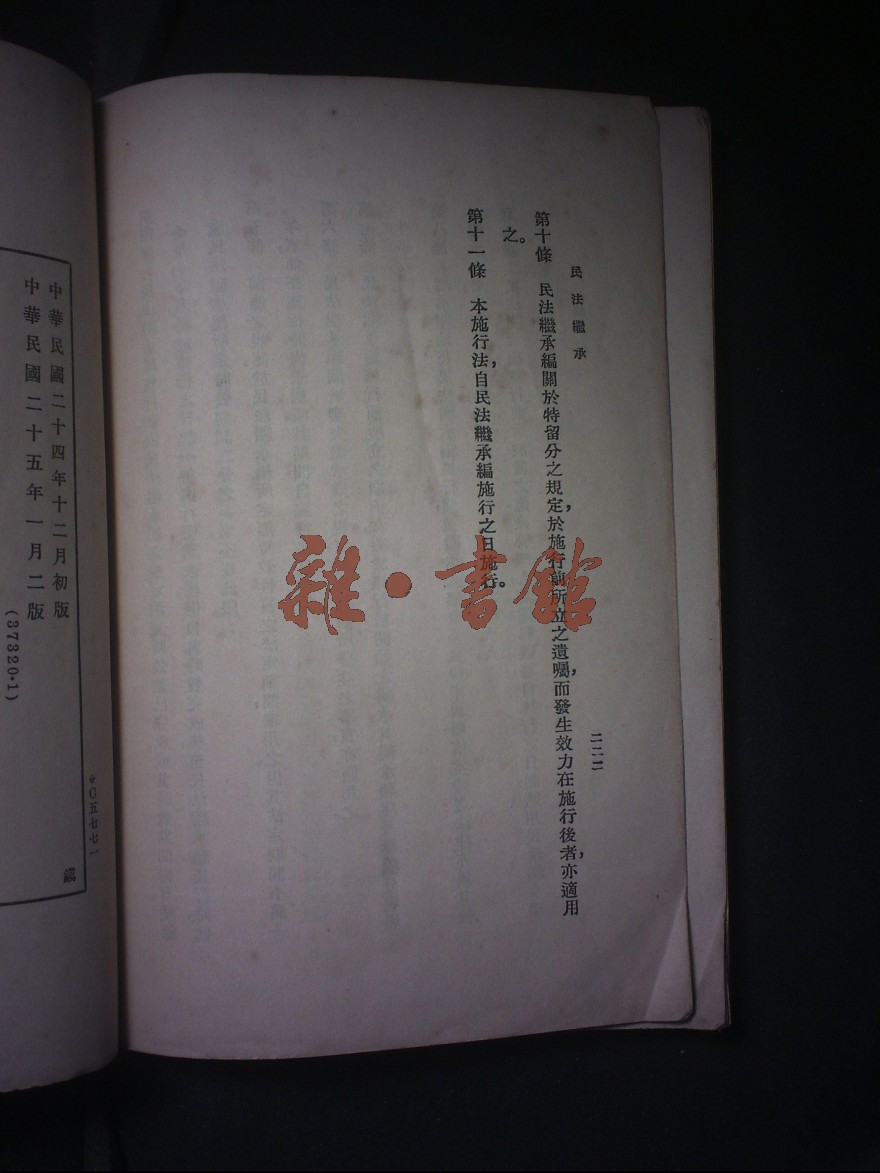 民法繼承
二二二
第十條　民法繼承編關於特留分之規定，於施行前所立之遺囑，而發生效力在施行後者，亦適用
之。
第十一條　本施行法，自民法繼承編施行之日施行。
雜・書館
中華民國二十四年十二月初版
中華民國二十五年一月二版
(37320·1)
〇五七七一